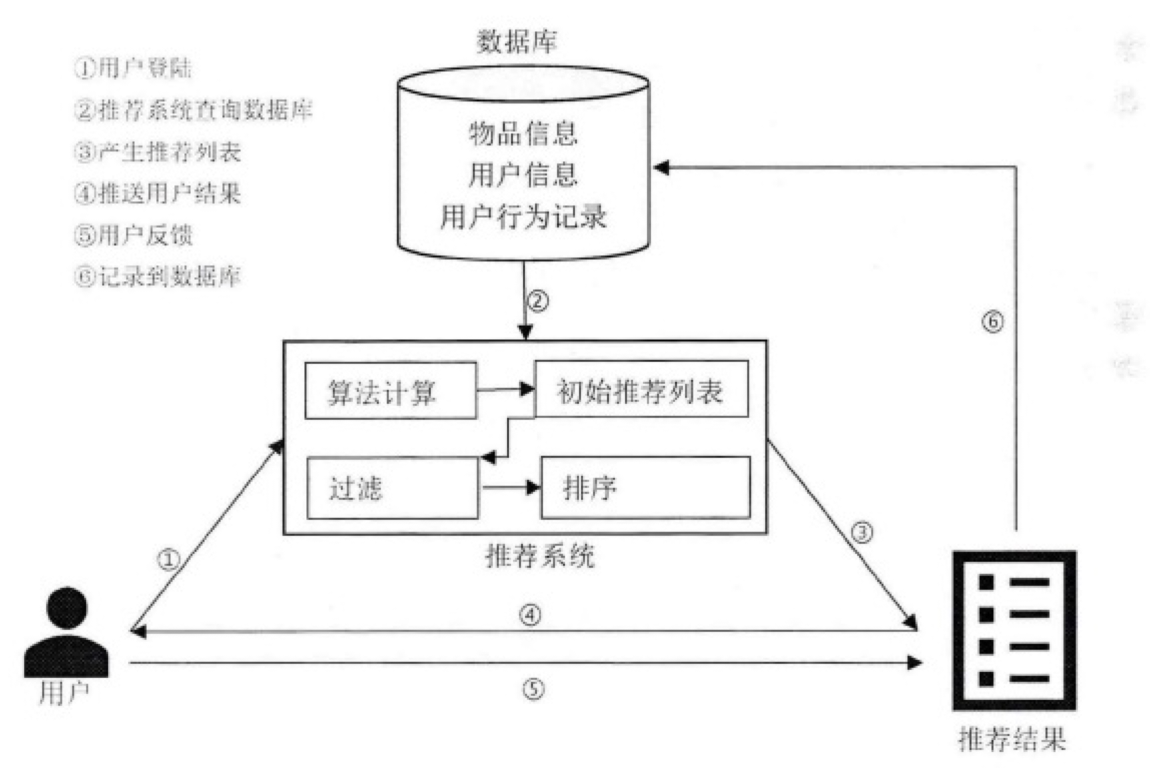 数据库
①用户登陆
②推荐系统查询数据库
③产生推荐列表
④推送用户结果
⑤用户反馈
⑥记录到数据库
物品信息
用户信息
用户行为记录
②
⑥
算法计算
初始推荐列表
过滤
排序
推荐系统
①
③
④
⑤
用户
推荐结果